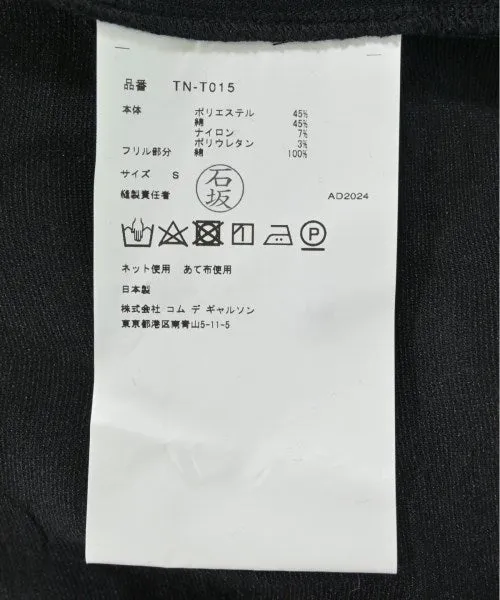 品番 TN-T015
本体 ポリエステル 45%
綿 45%
ナイロン 7%
ポリウレタン 3%
フリル部分 綿 100%
サイズ S
縫製責任者 石坂 AD2024
P
ネット使用 あて布使用
日本製
株式会社 コム デ ギャルソン
東京都港区南青山5-11-5